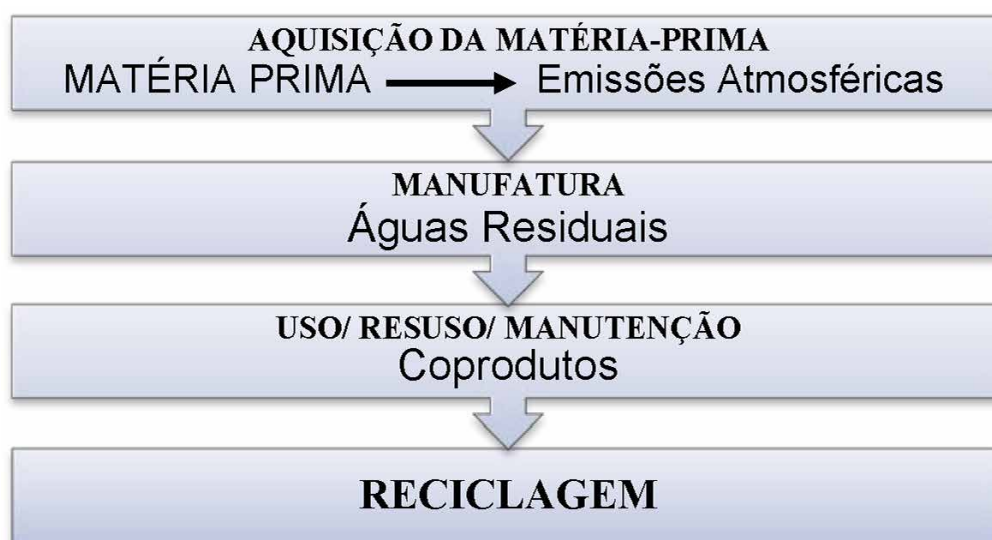 AQUISIÇÃO DA MATÉRIA-PRIMA
MATÉRIA PRIMA Emissões Atmosféricas
MANUFATURA
Águas Residuais
USO/ RESUSO/ MANUTENÇÃO
Coprodutos
RECICLAGEM